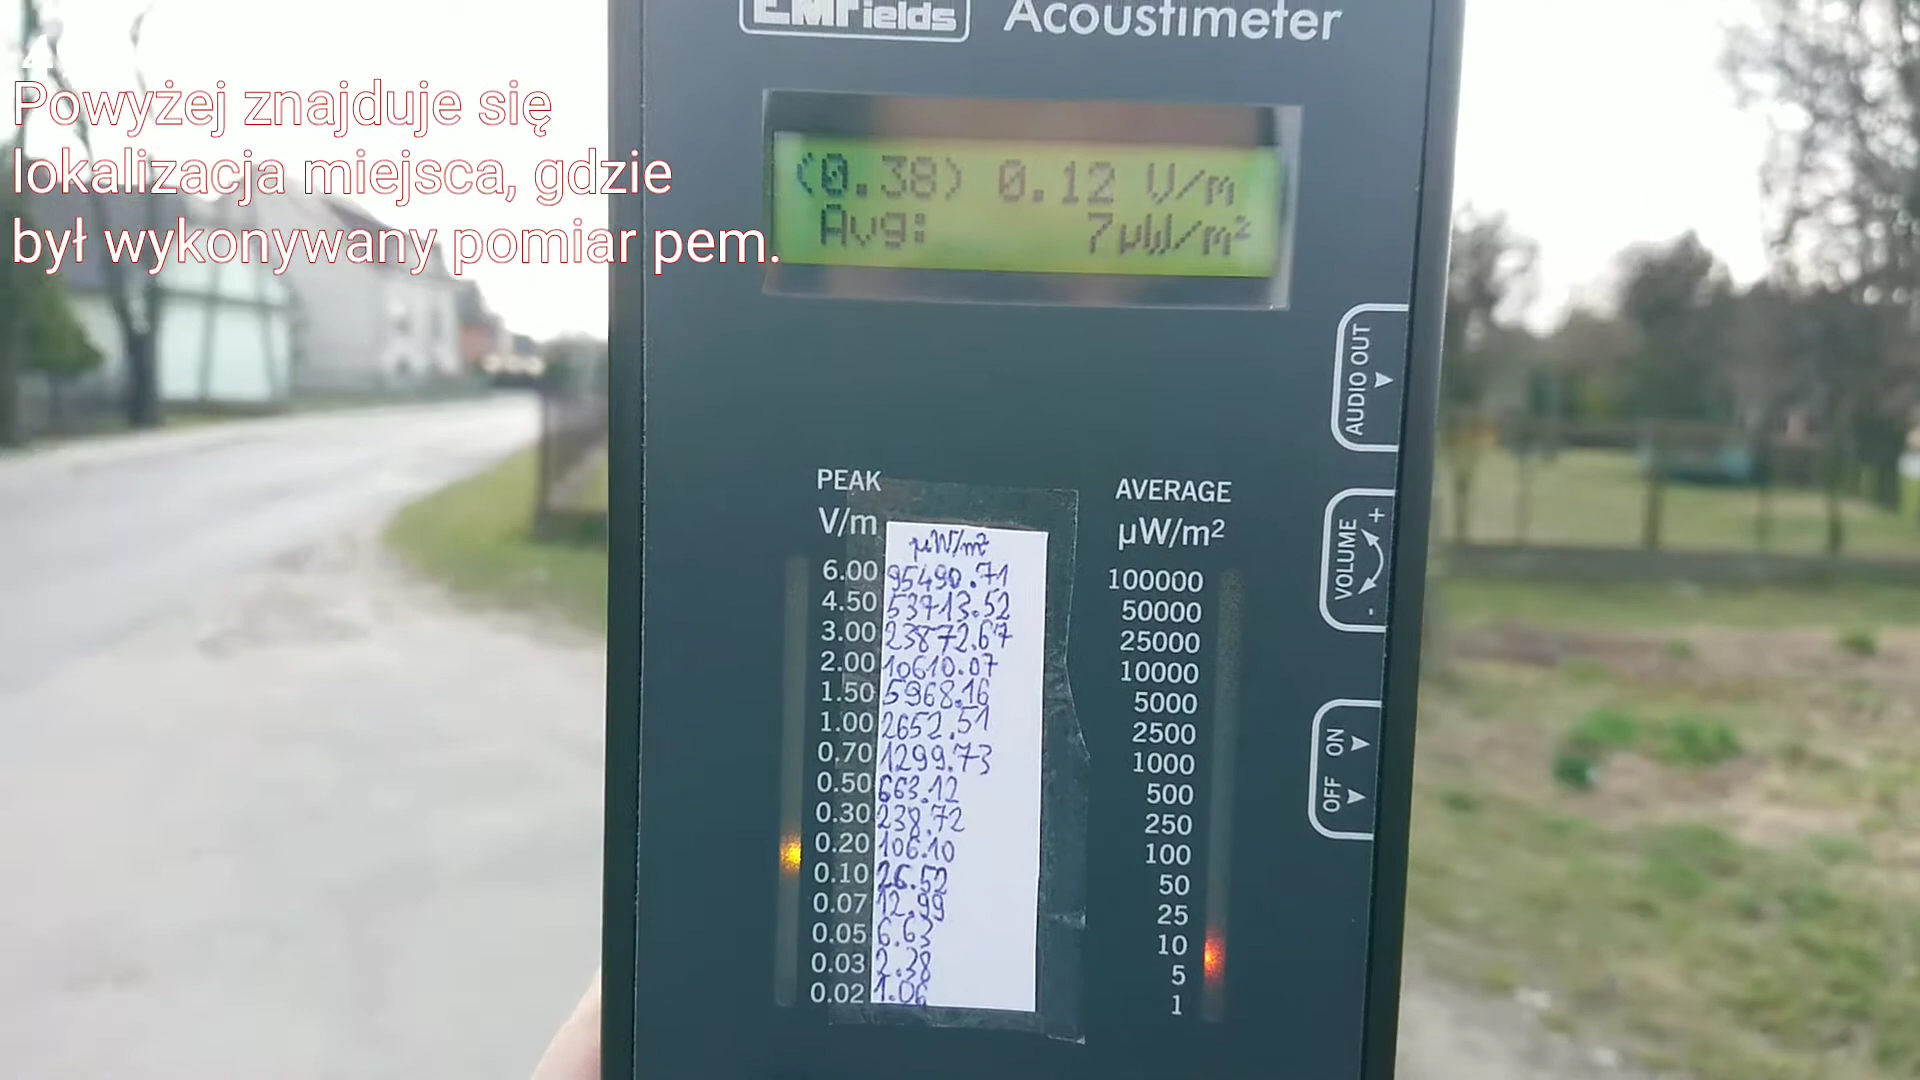 EMFields Acoustimeter
Powyżej znajduje się
lokalizacja miejsca, gdzie
był wykonywany pomiar pem.
(0.38) 0.12 V/m
Avg: 7µW/m²
AUDIO OUT
VOLUME
- +
OFF ON
PEAK
V/m
µW/m²
6.00 95490.71
4.50 53713.52
3.00 23872.67
2.00 10610.07
1.50 5968.16
1.00 2652.51
0.70 1299.73
0.50 663.12
0.30 238.72
0.20 106.10
0.10 26.52
0.07 12.99
0.05 6.63
0.03 2.38
0.02 1.06
AVERAGE
µW/m²
100000
50000
25000
10000
5000
2500
1000
500
250
100
50
25
10
5
1